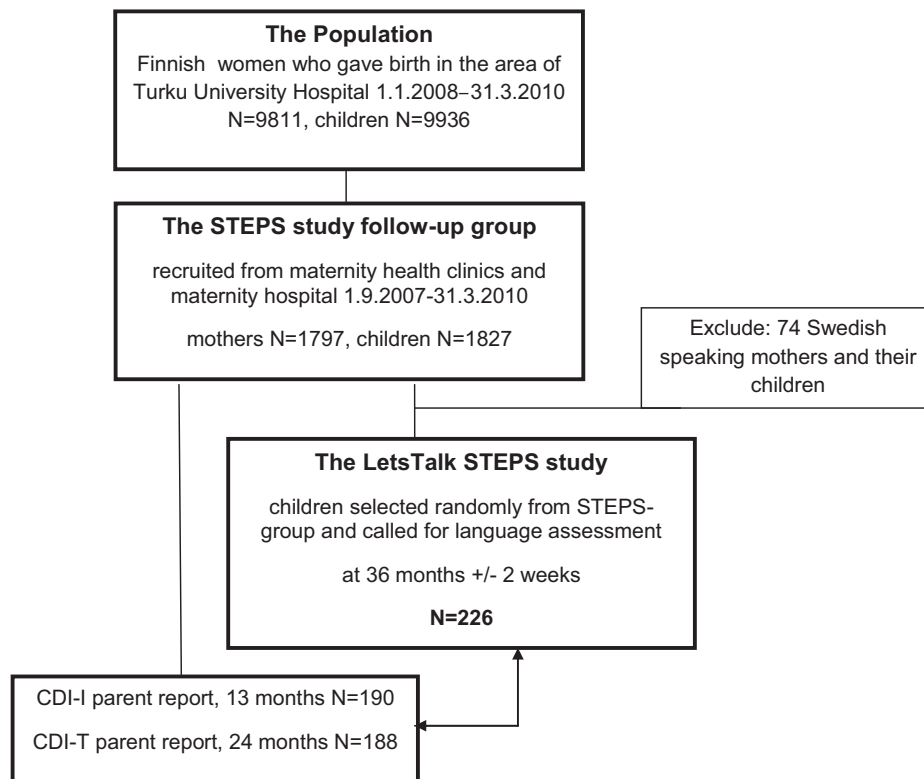 The Population
Finnish women who gave birth in the area of
Turku University Hospital 1.1.2008–31.3.2010
N=9811, children N=9936
The STEPS study follow-up group
recruited from maternity health clinics and
maternity hospital 1.9.2007-31.3.2010
mothers N=1797, children N=1827
Exclude: 74 Swedish
speaking mothers and their
children
The LetsTalk STEPS study
children selected randomly from STEPS-
group and called for language assessment
at 36 months +/- 2 weeks
N=226
CDI-I parent report, 13 months N=190
CDI-T parent report, 24 months N=188